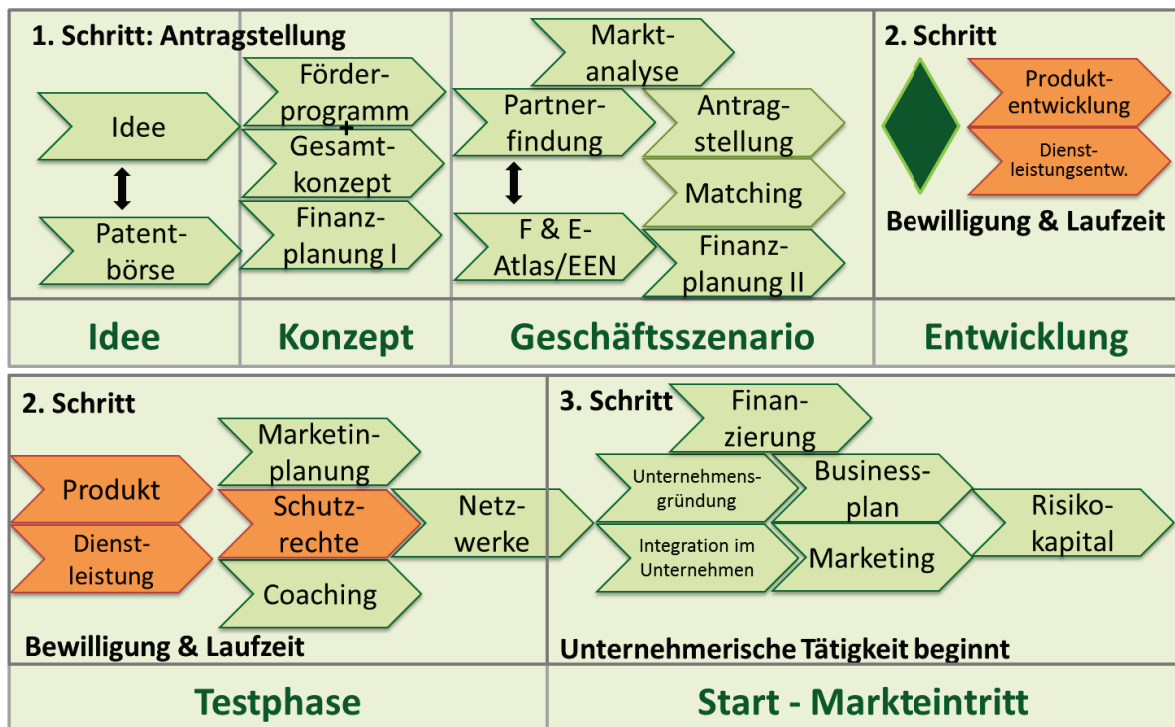 1. Schritt: Antragstellung
Idee
Patent-
börse
Förder-
programm
+
Gesamt-
konzept
Finanz-
planung I
Markt-
analyse
Partner-
findung
F & E-
Atlas/EEN
Antrag-
stellung
Matching
Finanz-
planung II
2. Schritt
Produkt-
entwicklung
Dienst-
leistungsentw.
Bewilligung & Laufzeit
Idee
Konzept
Geschäftsszenario
Entwicklung
2. Schritt
Produkt
Dienst-
leistung
Marketin-
planung
Schutz-
rechte
Coaching
Netz-
werke
Bewilligung & Laufzeit
3. Schritt
Finan-
zierung
Unternehmens-
gründung
Integration im
Unternehmen
Business-
plan
Marketing
Risiko-
kapital
Unternehmerische Tätigkeit beginnt
Testphase
Start - Markteintritt